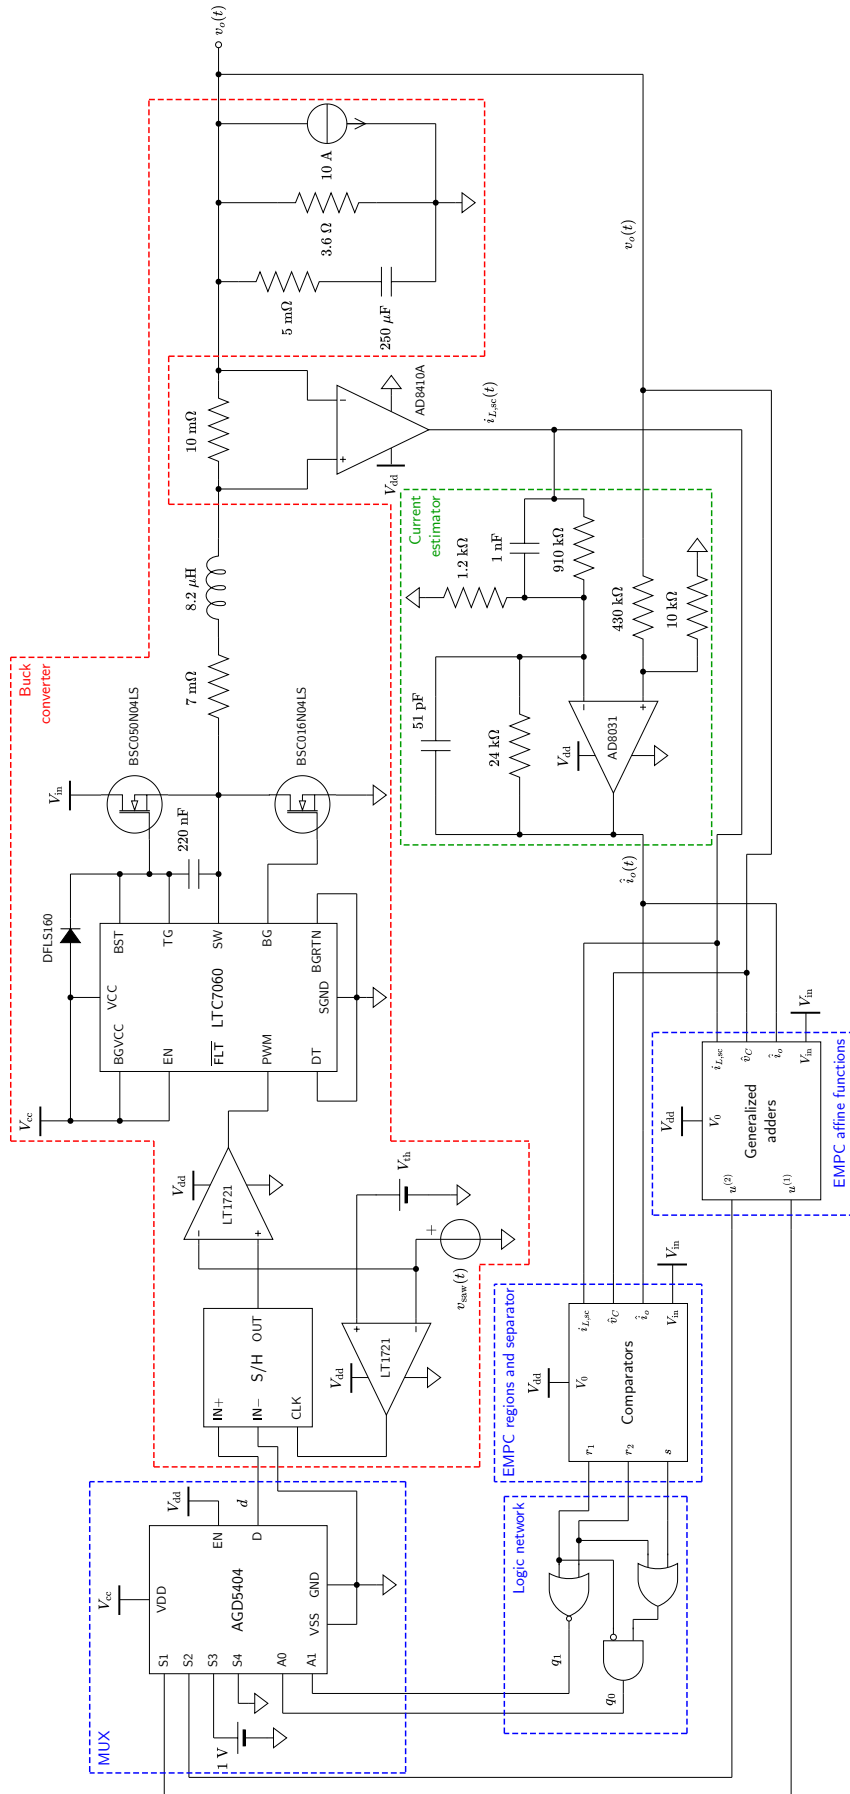 MUX
1 V
S1
S2
S3
S4
A0
A1
V_cc
VDD
AGD5404
VSS
GND
EN
D
V_dd
d
q_1
q_0
Logic network
EMPC regions and separator
r_1
r_2
s
V_dd
V_0
Comparators
i_{L,sc}
v̂_C
î_o
V_in
V_in
EMPC affine functions
u^{(2)}
u^{(1)}
V_dd
V_0
Generalized
adders
i_{L,sc}
v̂_C
î_o
V_in
V_in
IN+
IN−
CLK
S/H
OUT
V_dd
LT1721
+
−
v_saw(t)
+
V_th
V_dd
LT1721
−
+
V_cc
BGVCC
EN
FLT
PWM
DT
VCC
LTC7060
SGND
BST
TG
SW
BG
BGRTN
DFLS160
220 nF
V_in
BSC050N04LS
BSC016N04LS
Buck
converter
7 mΩ
8.2 μH
10 mΩ
+
−
V_dd
AD8410A
i_{L,sc}(t)
5 mΩ
250 μF
3.6 Ω
10 A
v_o(t)
v_o(t)
Current
estimator
1.2 kΩ
1 nF
910 kΩ
430 kΩ
10 kΩ
51 pF
24 kΩ
V_dd
AD8031
−
+
î_o(t)